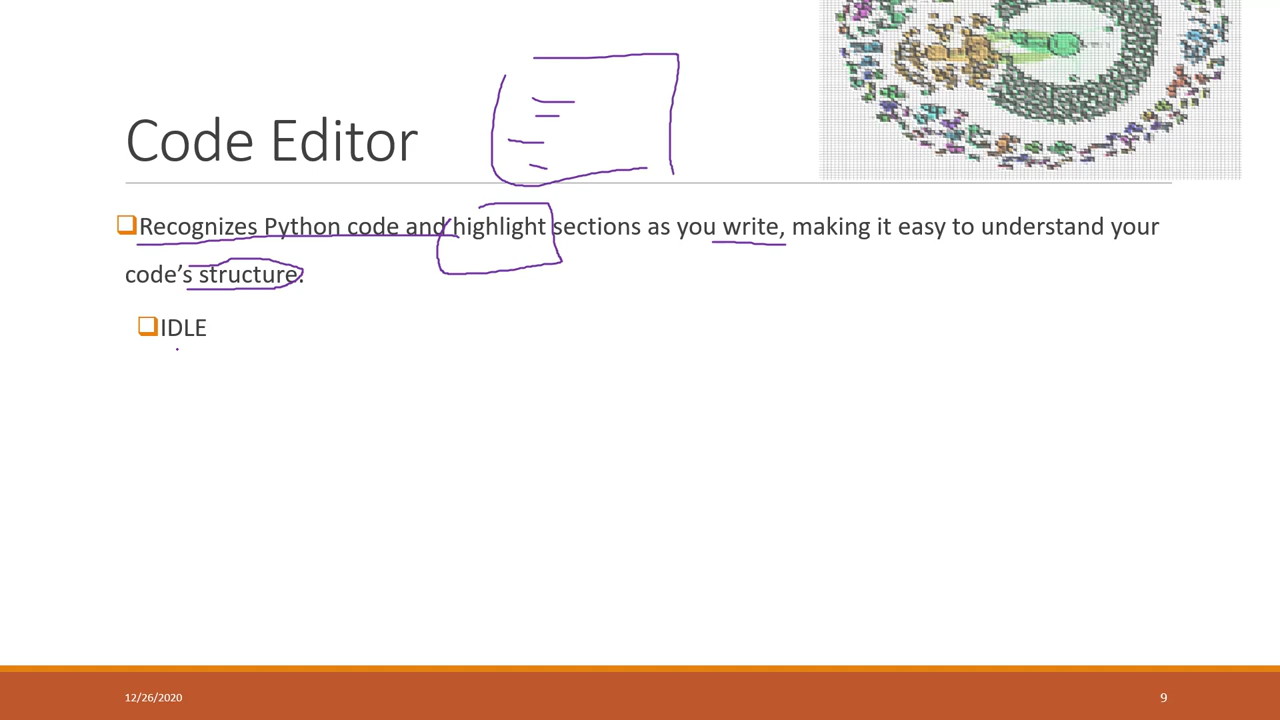 Code Editor
Recognizes Python code and highlight sections as you write, making it easy to understand your
code’s structure.
IDLE
12/26/2020
9